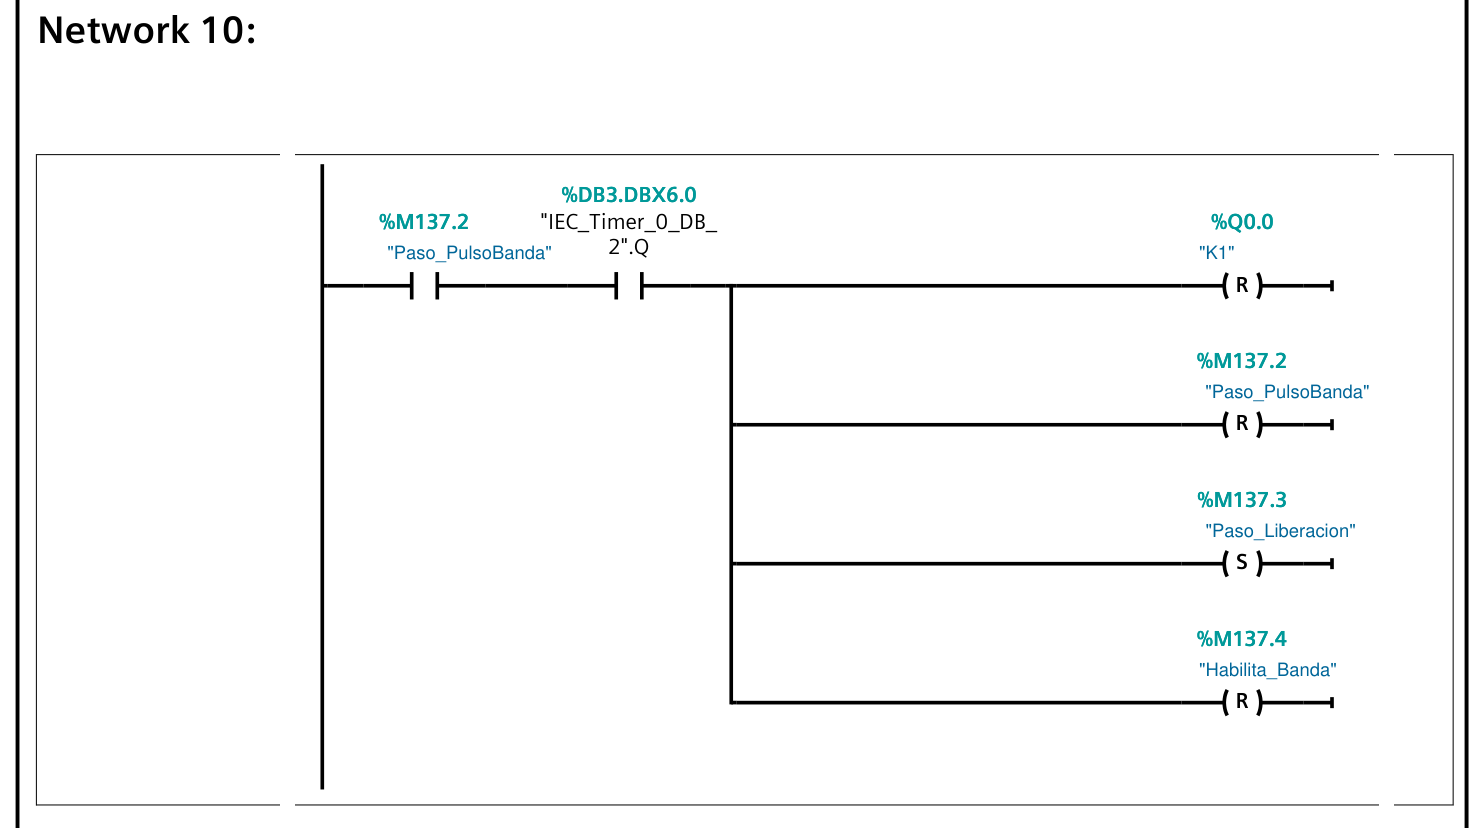 Network 10:
%DB3.DBX6.0
%M137.2
"IEC_Timer_0_DB_
%Q0.0
"Paso_PulsoBanda"
2".Q
"K1"
R
%M137.2
"Paso_PulsoBanda"
R
%M137.3
"Paso_Liberacion"
S
%M137.4
"Habilita_Banda"
R